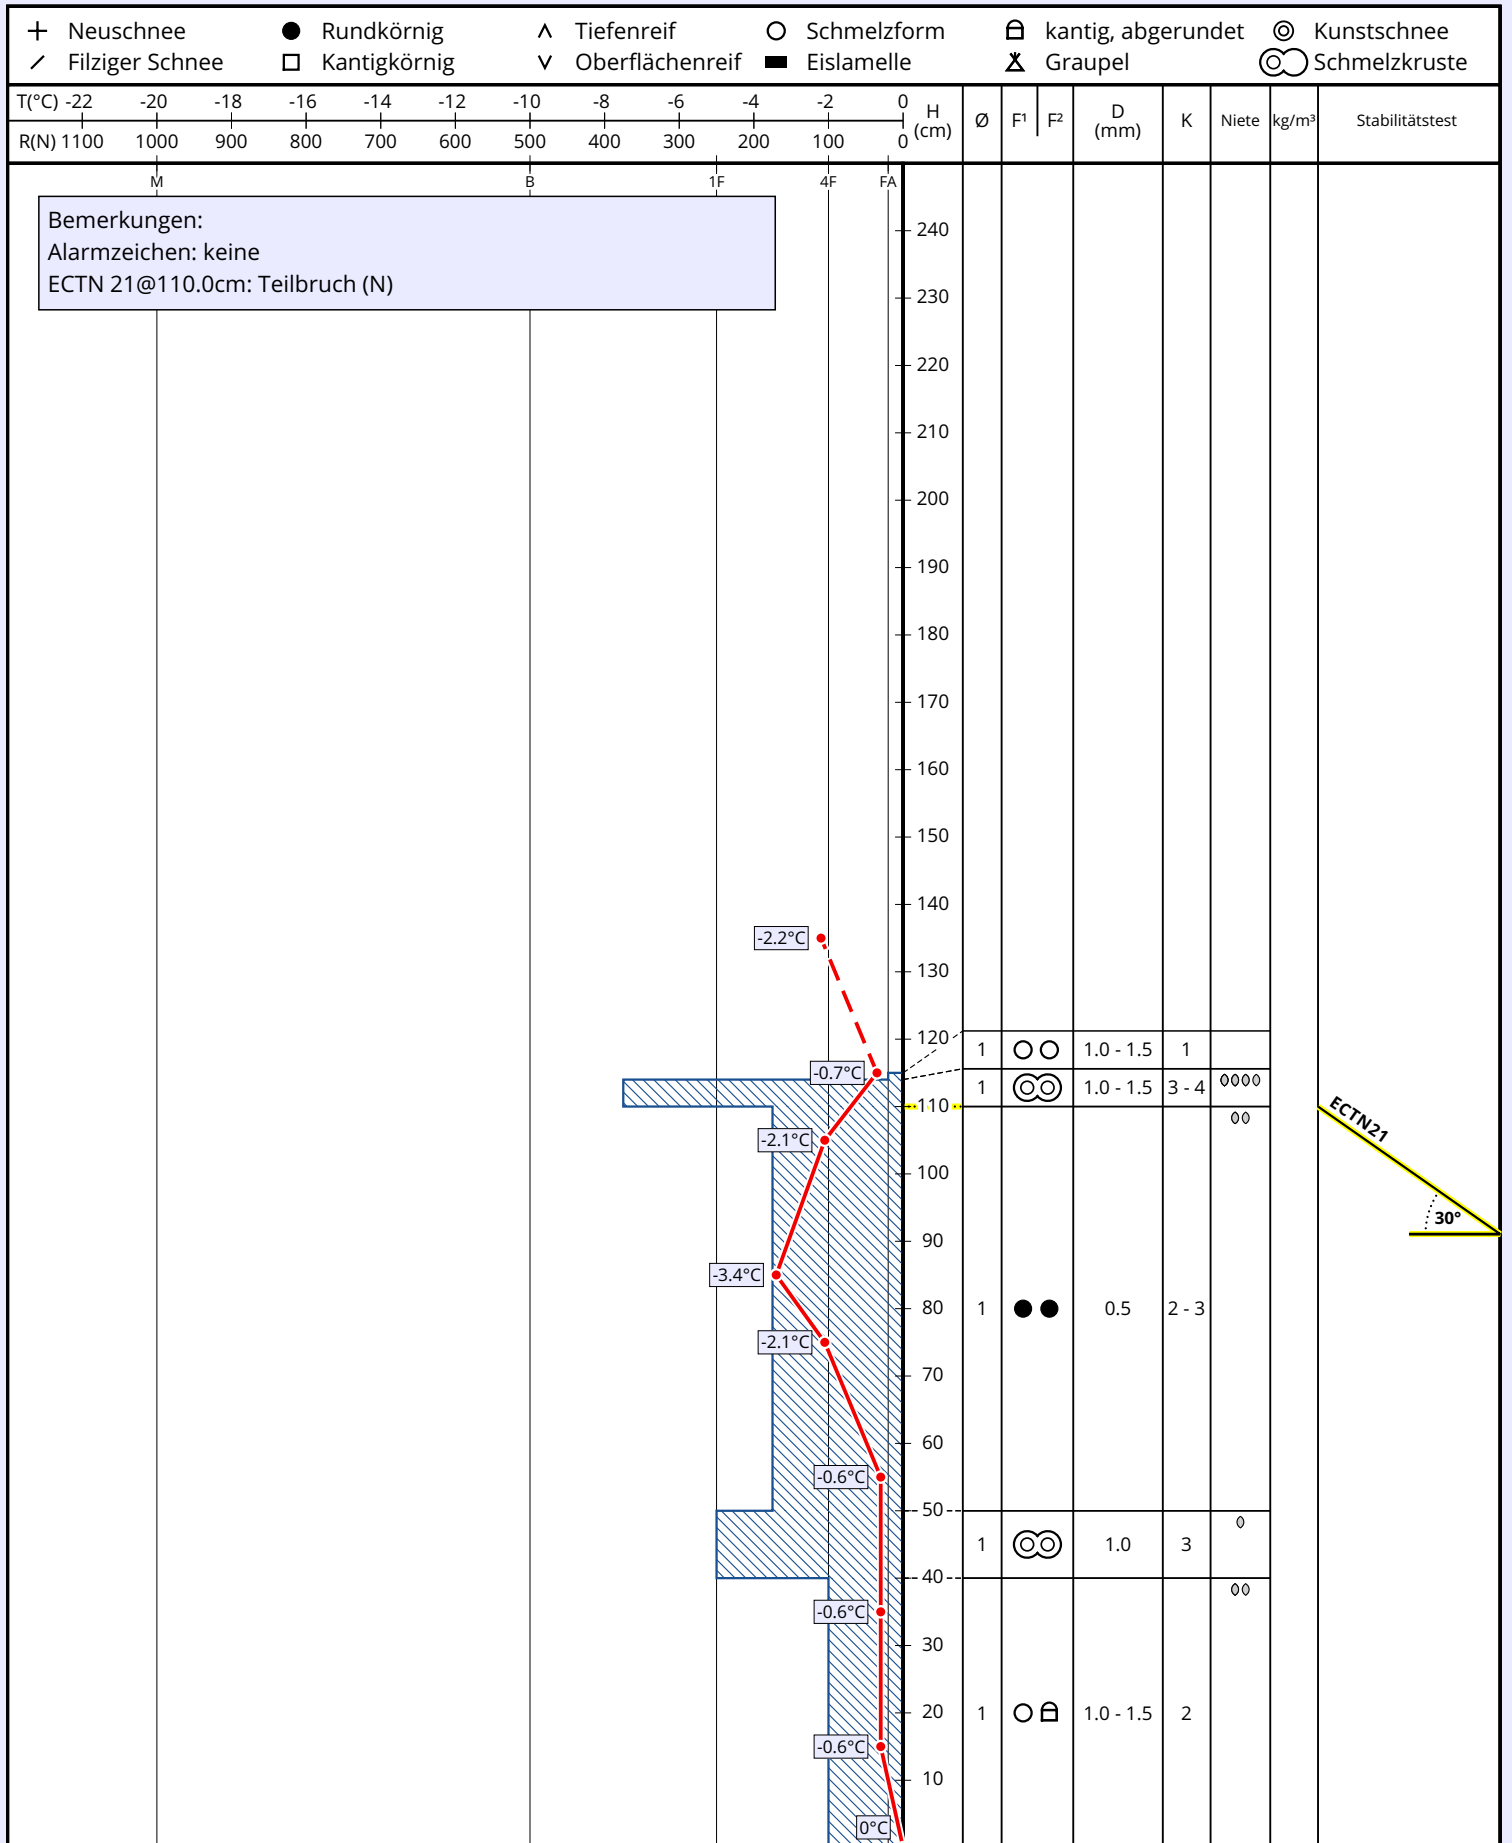 Neuschnee Rundkörnig Tiefenreif Schmelzform kantig, abgerundet Kunstschnee
Filziger Schnee Kantigkörnig Oberflächenreif Eislamelle Graupel Schmelzkruste
T(°C) -22 -20 -18 -16 -14 -12 -10 -8 -6 -4 -2 0
R(N) 1100 1000 900 800 700 600 500 400 300 200 100 0
H (cm) Ø F¹ F² D (mm) K Niete kg/m³ Stabilitätstest
M B 1F 4F FA
Bemerkungen:
Alarmzeichen: keine
ECTN 21@110.0cm: Teilbruch (N)
240
230
220
210
200
190
180
170
160
150
140
-2.2°C
130
120
1 1.0 - 1.5 1
-0.7°C
1 1.0 - 1.5 3 - 4
110
ECTN21
-2.1°C
100
30°
90
-3.4°C
80 1 0.5 2 - 3
-2.1°C
70
60
-0.6°C
50
1 1.0 3
40
-0.6°C
30
20 1 1.0 - 1.5 2
-0.6°C
10
0°C